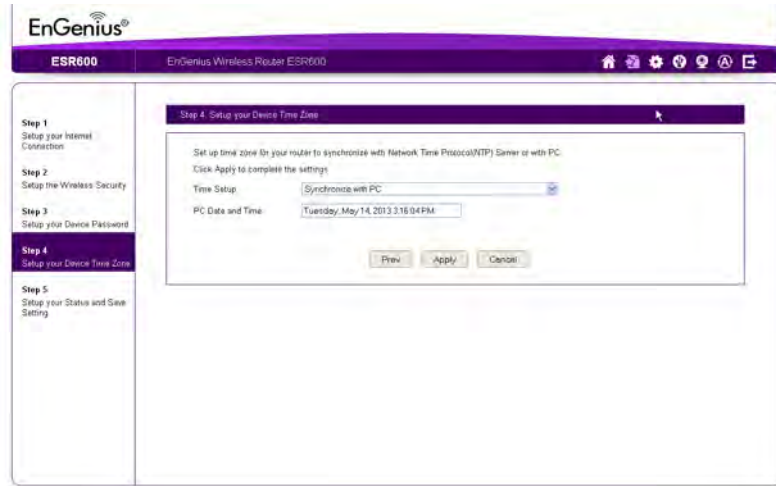 EnGenius®
ESR600
EnGenius Wireless Router ESR600
Step 1
Setup your Internet
Connection
Step 2
Setup the Wireless Security
Step 3
Setup your Device Password
Step 4
Setup your Device Time Zone
Step 5
Setup your Status and Save
Setting
Step 4. Setup your Device Time Zone
Set up time zone for your router to synchronize with Network Time Protocol(NTP) Server or with PC.
Click Apply to complete the settings
Time Setup Synchronize with PC
PC Date and Time Tuesday, May 14, 2013 3:16:04 PM
Prev Apply Cancel